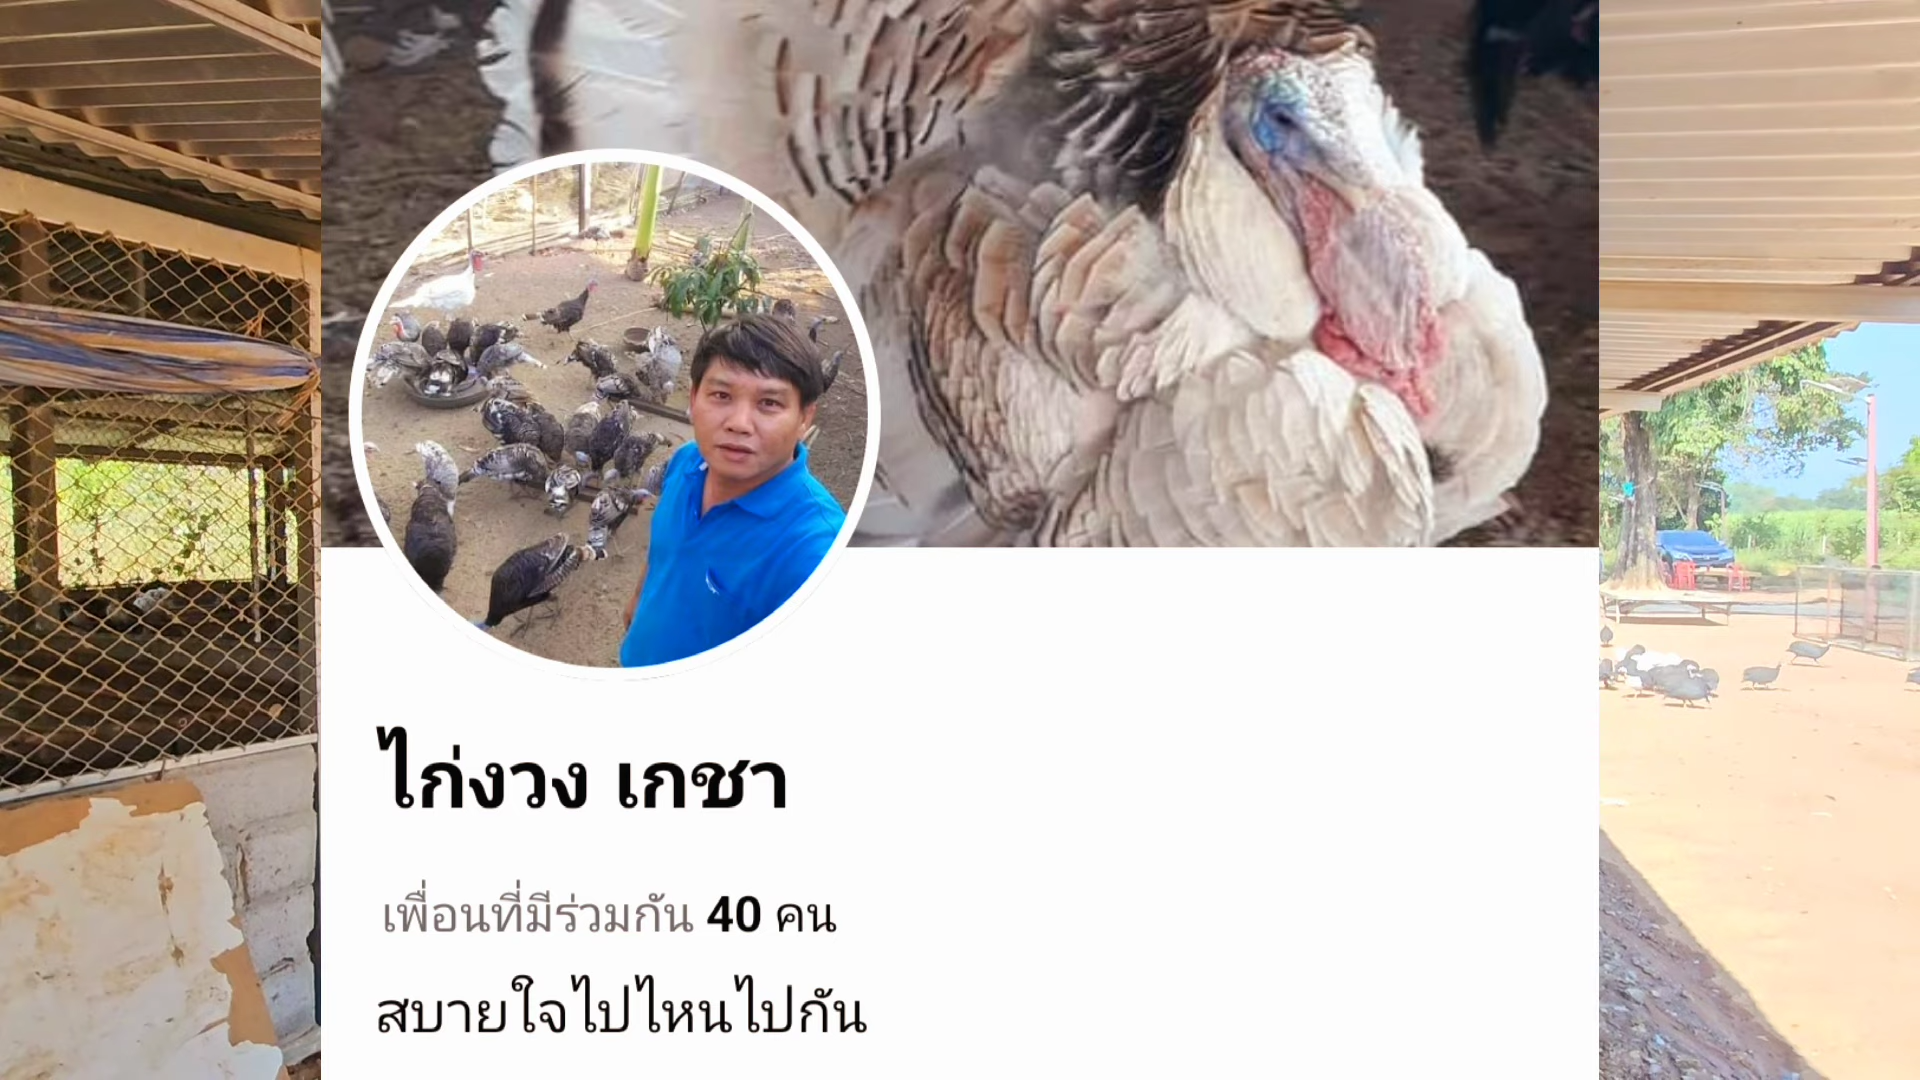 ไก่งวง เกชา
เพื่อนที่มีร่วมกัน 40 คน
สบายใจไปไหนไปกัน